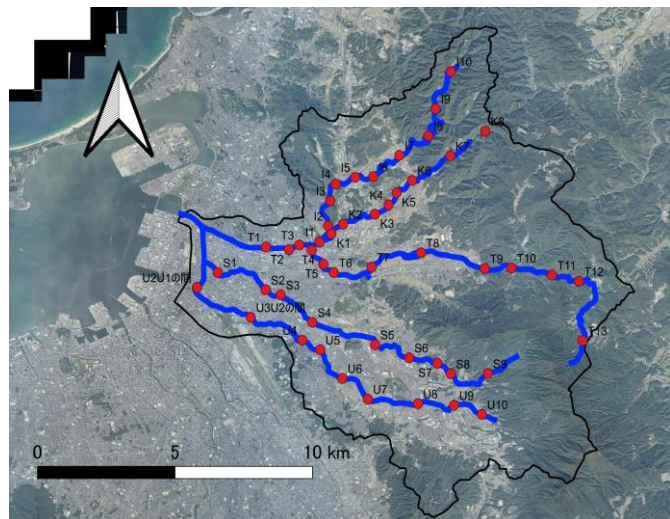 I10
I9
I8
K8
K7
I5
I6
I4
K6
K4
K5
I3
K3
I2
K2
I1
K1
T3
T1
T2
T4
T8
T7
T5
T6
T9
T10
T11
T12
S1
U2U1の間
S2
S3
U3U2の間
S4
T13
U4
U5
S5
S6
S7
S8
S9
U6
U7
U8
U9
U10
0
5
10 km